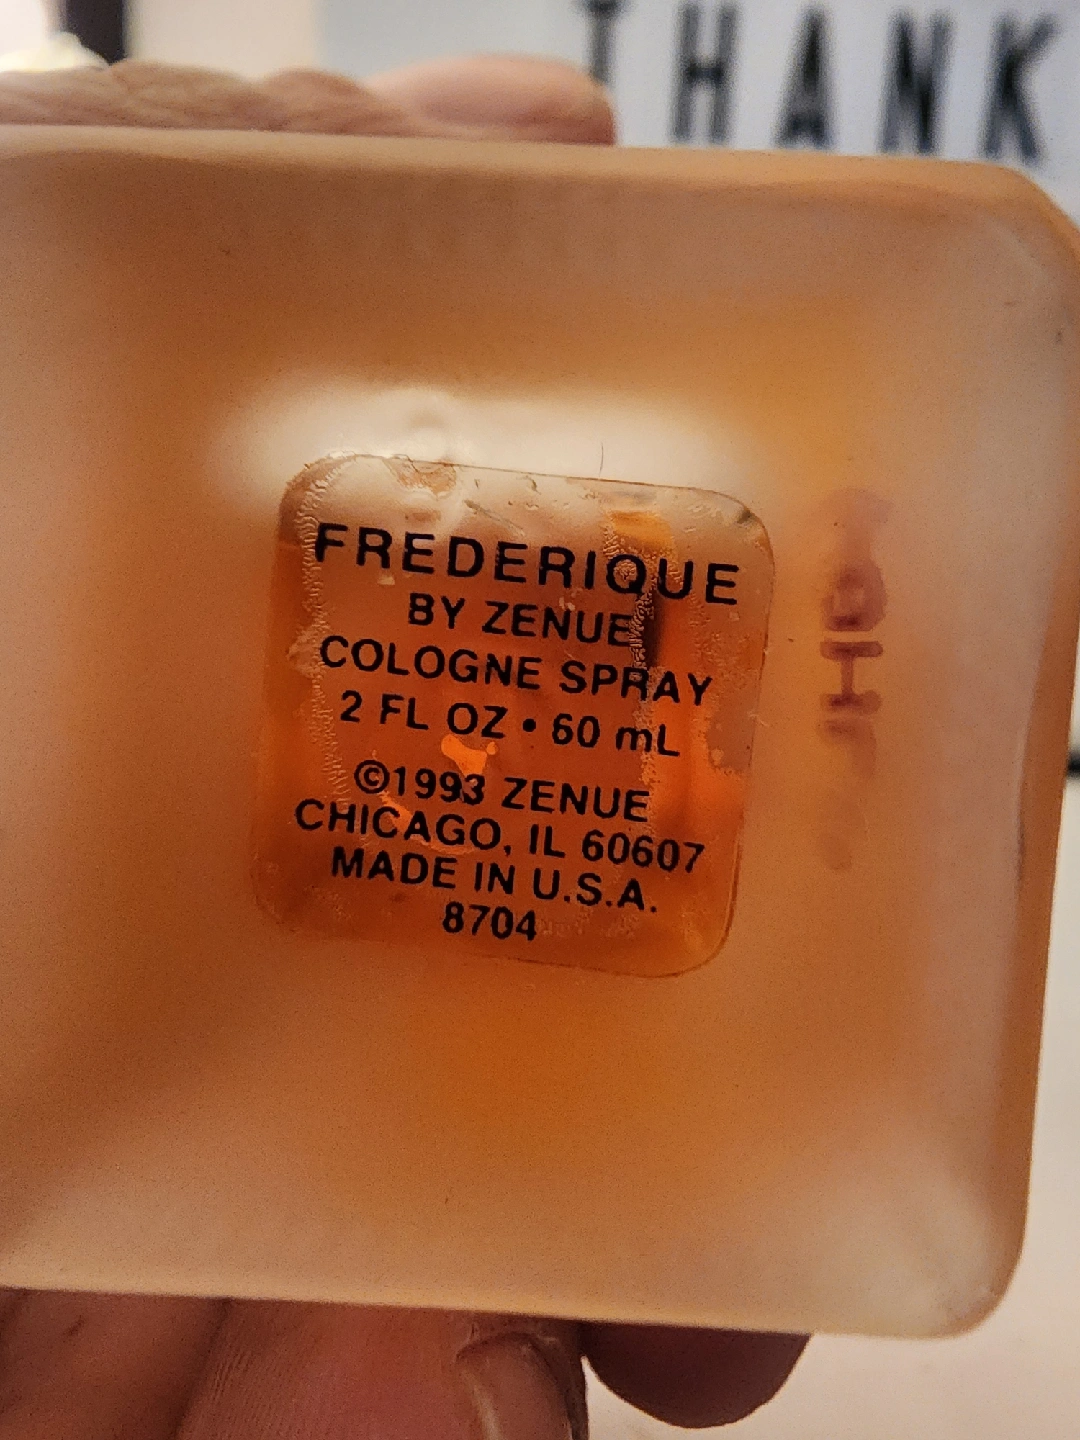 THANK
FREDERIQUE
BY ZENUE
COLOGNE SPRAY
2 FL OZ • 60 mL
©1993 ZENUE
CHICAGO, IL 60607
MADE IN U.S.A.
8704